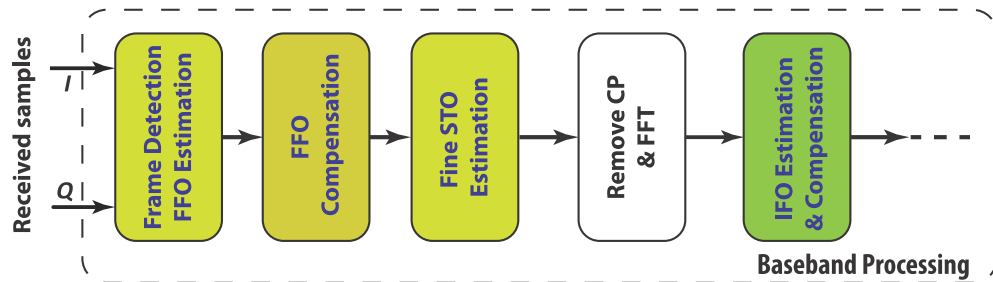 Received samples
I
Q
Frame Detection
FFO Estimation
FFO
Compensation
Fine STO
Estimation
Remove CP
& FFT
IFO Estimation
& Compensation
Baseband Processing